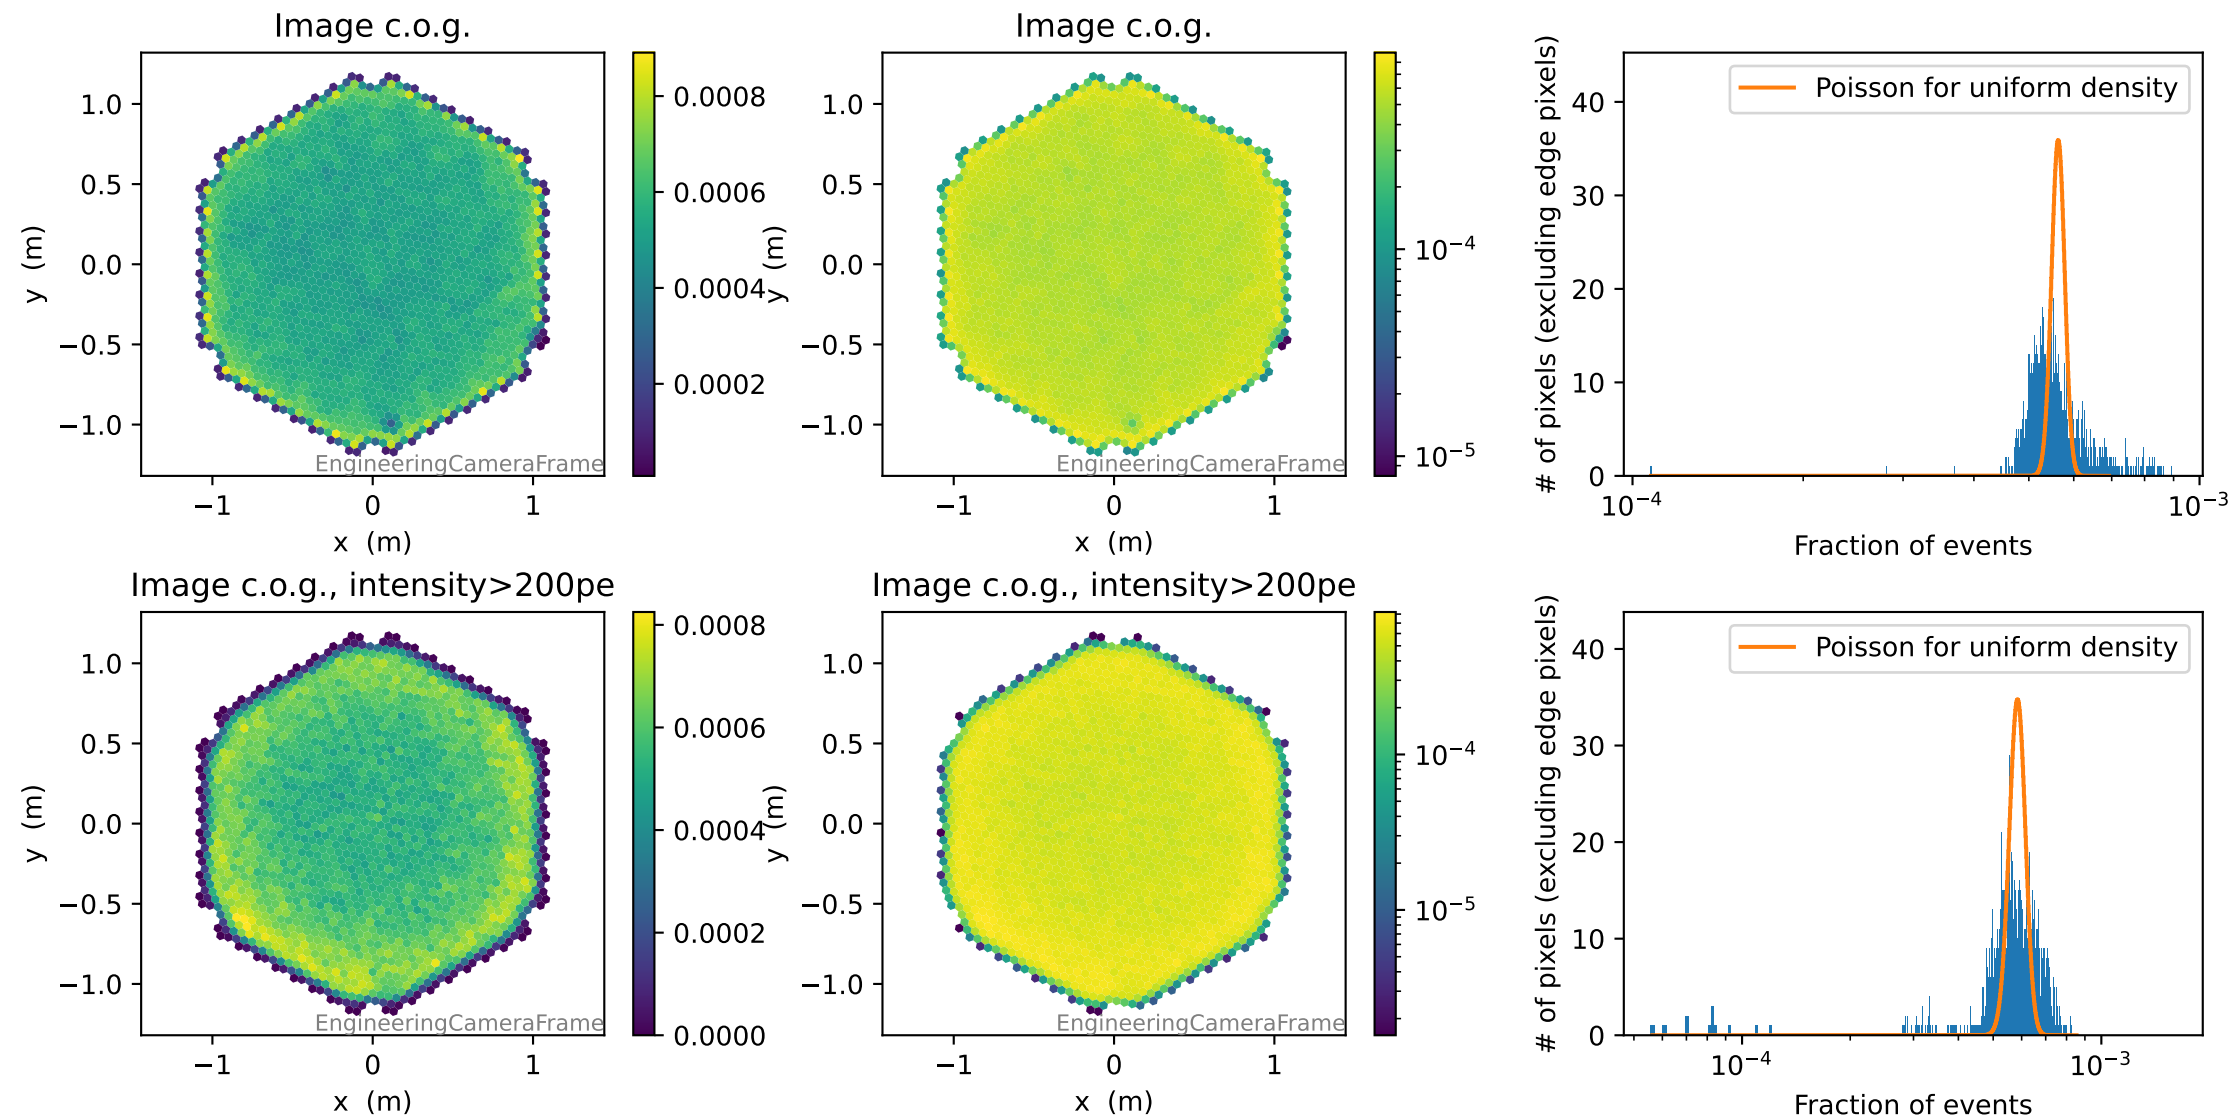 Image c.o.g.
y (m)
1.0
0.5
0.0
−0.5
−1.0
−1
0
1
x (m)
EngineeringCameraFrame
0.0008
0.0006
0.0004
0.0002
Image c.o.g.
y (m)
1.0
0.5
0.0
−0.5
−1.0
−1
0
1
x (m)
EngineeringCameraFrame
10−4
10−5
# of pixels (excluding edge pixels)
40
30
20
10
0
Poisson for uniform density
10−4
10−3
Fraction of events
Image c.o.g., intensity>200pe
y (m)
1.0
0.5
0.0
−0.5
−1.0
−1
0
1
x (m)
EngineeringCameraFrame
0.0008
0.0006
0.0004
0.0002
0.0000
Image c.o.g., intensity>200pe
y (m)
1.0
0.5
0.0
−0.5
−1.0
−1
0
1
x (m)
EngineeringCameraFrame
10−4
10−5
# of pixels (excluding edge pixels)
40
30
20
10
0
Poisson for uniform density
10−4
10−3
Fraction of events